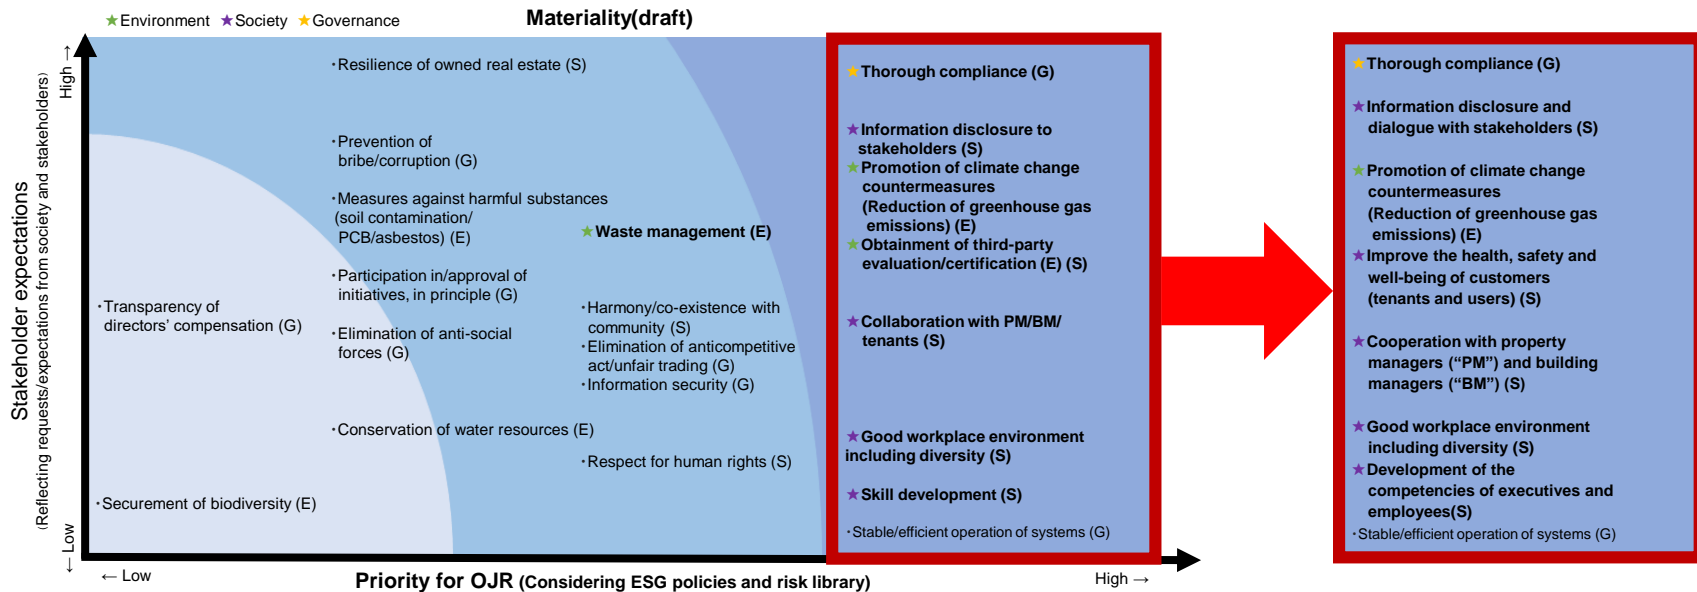 Materiality(draft)
★Environment ★Society ★Governance
High →
Stakeholder expectations
(Reflecting requests/expectations from society and stakeholders)
← Low
・Transparency of
directors’ compensation (G)
・Securement of biodiversity (E)
・Resilience of owned real estate (S)
・Prevention of
bribe/corruption (G)
・Measures against harmful substances
(soil contamination/
PCB/asbestos) (E)
・Participation in/approval of
initiatives, in principle (G)
・Elimination of anti-social
forces (G)
・Conservation of water resources (E)
★Waste management (E)
・Harmony/co-existence with
community (S)
・Elimination of anticompetitive
act/unfair trading (G)
・Information security (G)
・Respect for human rights (S)
★Thorough compliance (G)
★Information disclosure to
stakeholders (S)
★Promotion of climate change
countermeasures
(Reduction of greenhouse gas
emissions) (E)
★Obtainment of third-party
evaluation/certification (E) (S)
★Collaboration with PM/BM/
tenants (S)
★Good workplace environment
including diversity (S)
★Skill development (S)
・Stable/efficient operation of systems (G)
★Thorough compliance (G)
★Information disclosure and
dialogue with stakeholders (S)
★Promotion of climate change
countermeasures
(Reduction of greenhouse gas
emissions) (E)
★Improve the health, safety and
well-being of customers
(tenants and users) (S)
★Cooperation with property
managers (“PM”) and building
managers (“BM”) (S)
★Good workplace environment
including diversity (S)
★Development of the
competencies of executives and
employees(S)
・Stable/efficient operation of systems (G)
← Low
Priority for OJR (Considering ESG policies and risk library)
High →